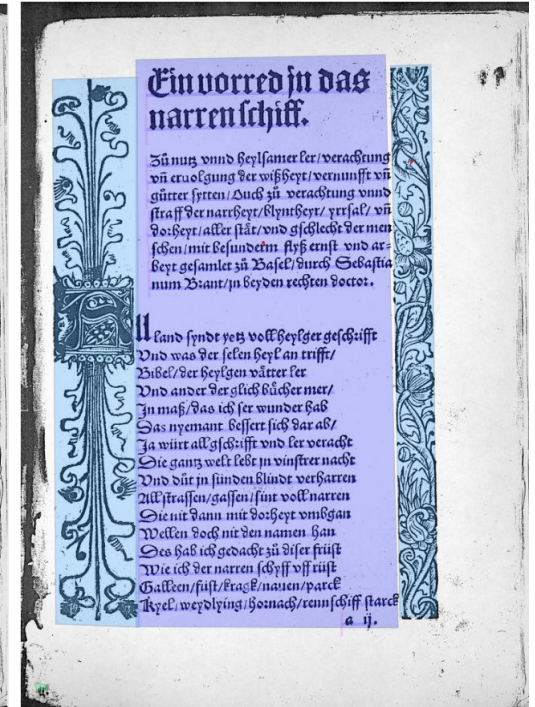 Ein vorred jn das
narrenschiff.
Zů nutz vnnd heylsamer ler/ verachtung
vñ eruolgung der wißheyt/ vernunfft vñ
gůtter sytten/ Ouch zů verachtung vnnd
straff der narrheyt/ blyntheyt/ yrrsal/ vñ
dorheyt/ aller stät/ vnd gschlecht der men
schen/ mit besunderm flyß ernst vnd ar-
beyt gesamlet zů Basel/ durch Sebastia
num Brant/ jn beyden rechten doctor.
All land syndt yetz voll heylger geschrifft
Vnd was der selen heyl an trifft/
Bibel/ der heylgen vätter ler
Vnd ander der glich bůcher mer/
Jn maß/ das ich ser wunder hab
Das nyemant bessert sich dar ab/
Ja würt all gschrifft vnd ler veracht
Die gantz welt lebt jn vinstrer nacht
Vnd důt jn sünden blindt verharren
All strassen/ gassen/ sint voll narren
Die nit dann mit dorheyt vmbgan
Wellen doch nit den namen han
Des hab ich gedacht zů diser früst
Wie ich der narren schyff vff rüst
Galleen/ füst/ kragk/ nauen/ parck
Kyel/ weydlying/ hornach/ rennschiff starck
a ij.